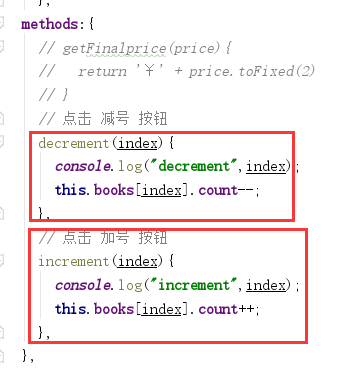 },
methods:{
// getFinalprice(price){
//   return '¥' + price.toFixed(2)
// }
// 点击 减号 按钮
decrement(index){
console.log("decrement",index);
this.books[index].count--;
},
// 点击 加号 按钮
increment(index){
console.log("increment",index);
this.books[index].count++;
},
},